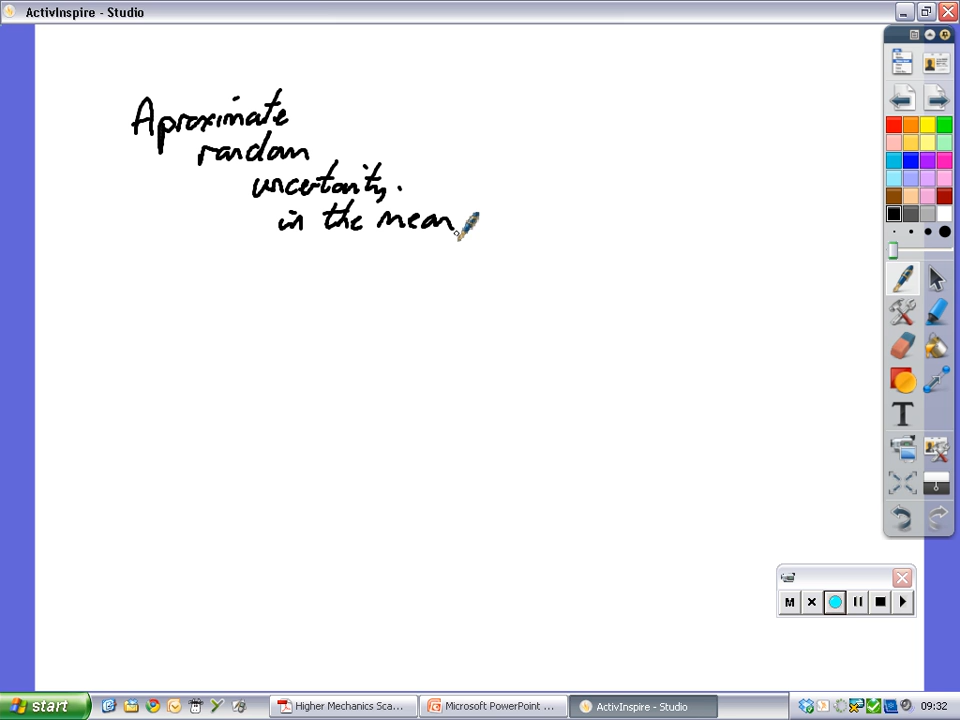 ActivInspire - Studio
Aproximate
random
uncertainty.
in the mean
T
M
start
Higher Mechanics Sca...
Microsoft PowerPoint ...
ActivInspire - Studio
09:32